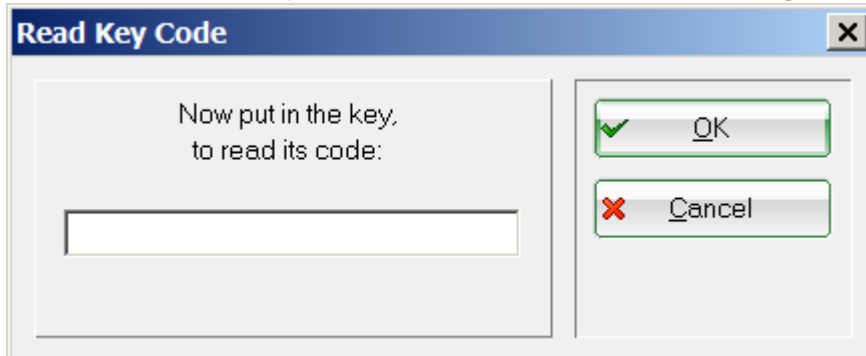 Read Key Code
Now put in the key,
to read its code:
OK
Cancel